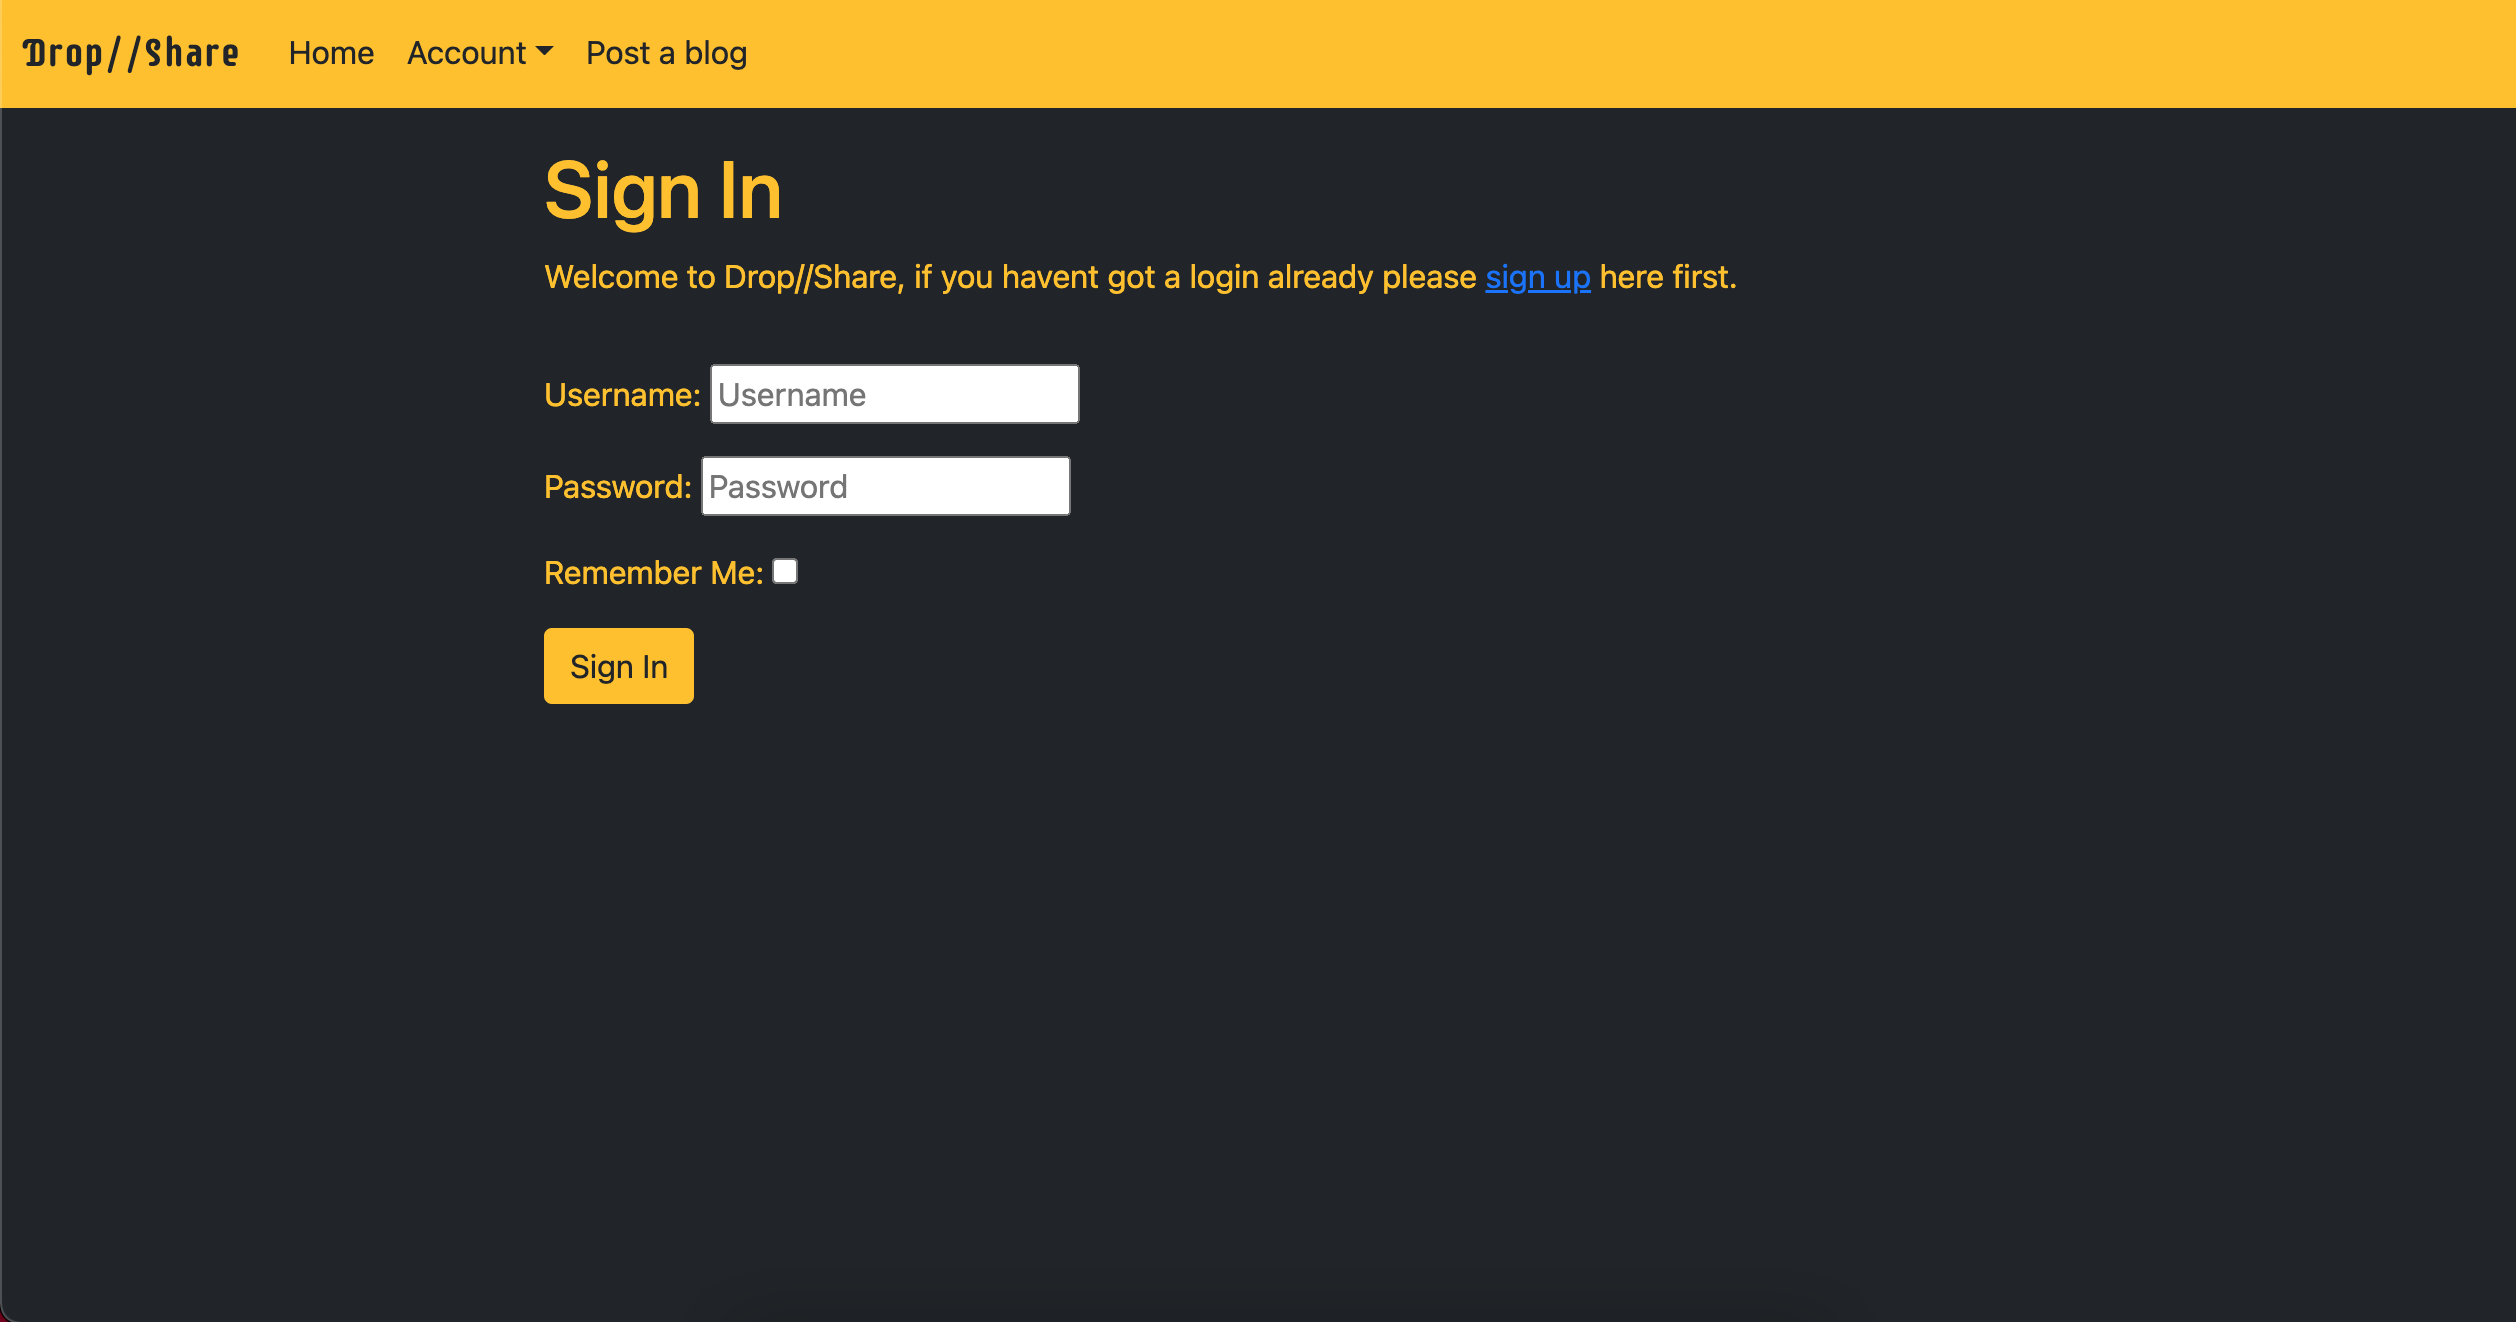 Drop//Share Home Account Post a blog
Sign In
Welcome to Drop//Share, if you havent got a login already please sign up here first.
Username: Username
Password: Password
Remember Me:
Sign In